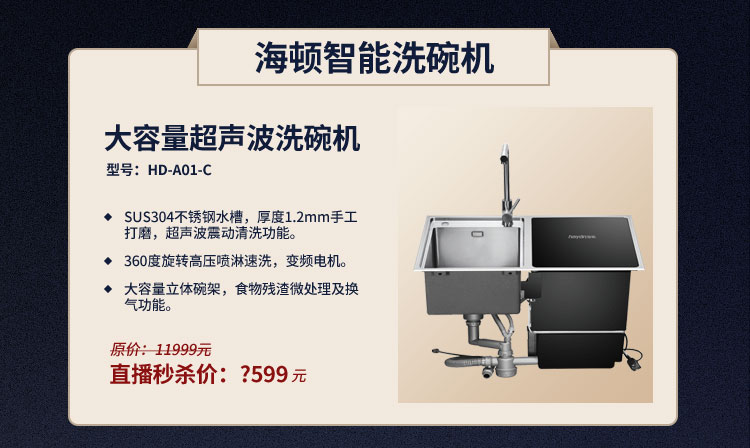 海顿智能洗碗机
大容量超声波洗碗机
型号：HD-A01-C
SUS304不锈钢水槽，厚度1.2mm手工
打磨，超声波震动清洗功能。
360度旋转高压喷淋速洗，变频电机。
大容量立体碗架，食物残渣微处理及换
气功能。
原价：11999元
直播秒杀价：?599 元